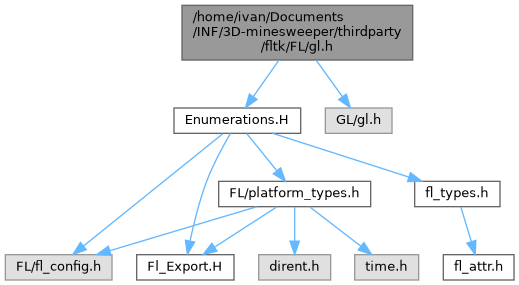 /home/ivan/Documents
/INF/3D-minesweeper/thirdparty
/fltk/FL/gl.h
Enumerations.H
GL/gl.h
FL/platform_types.h
fl_types.h
FL/fl_config.h
Fl_Export.H
dirent.h
time.h
fl_attr.h